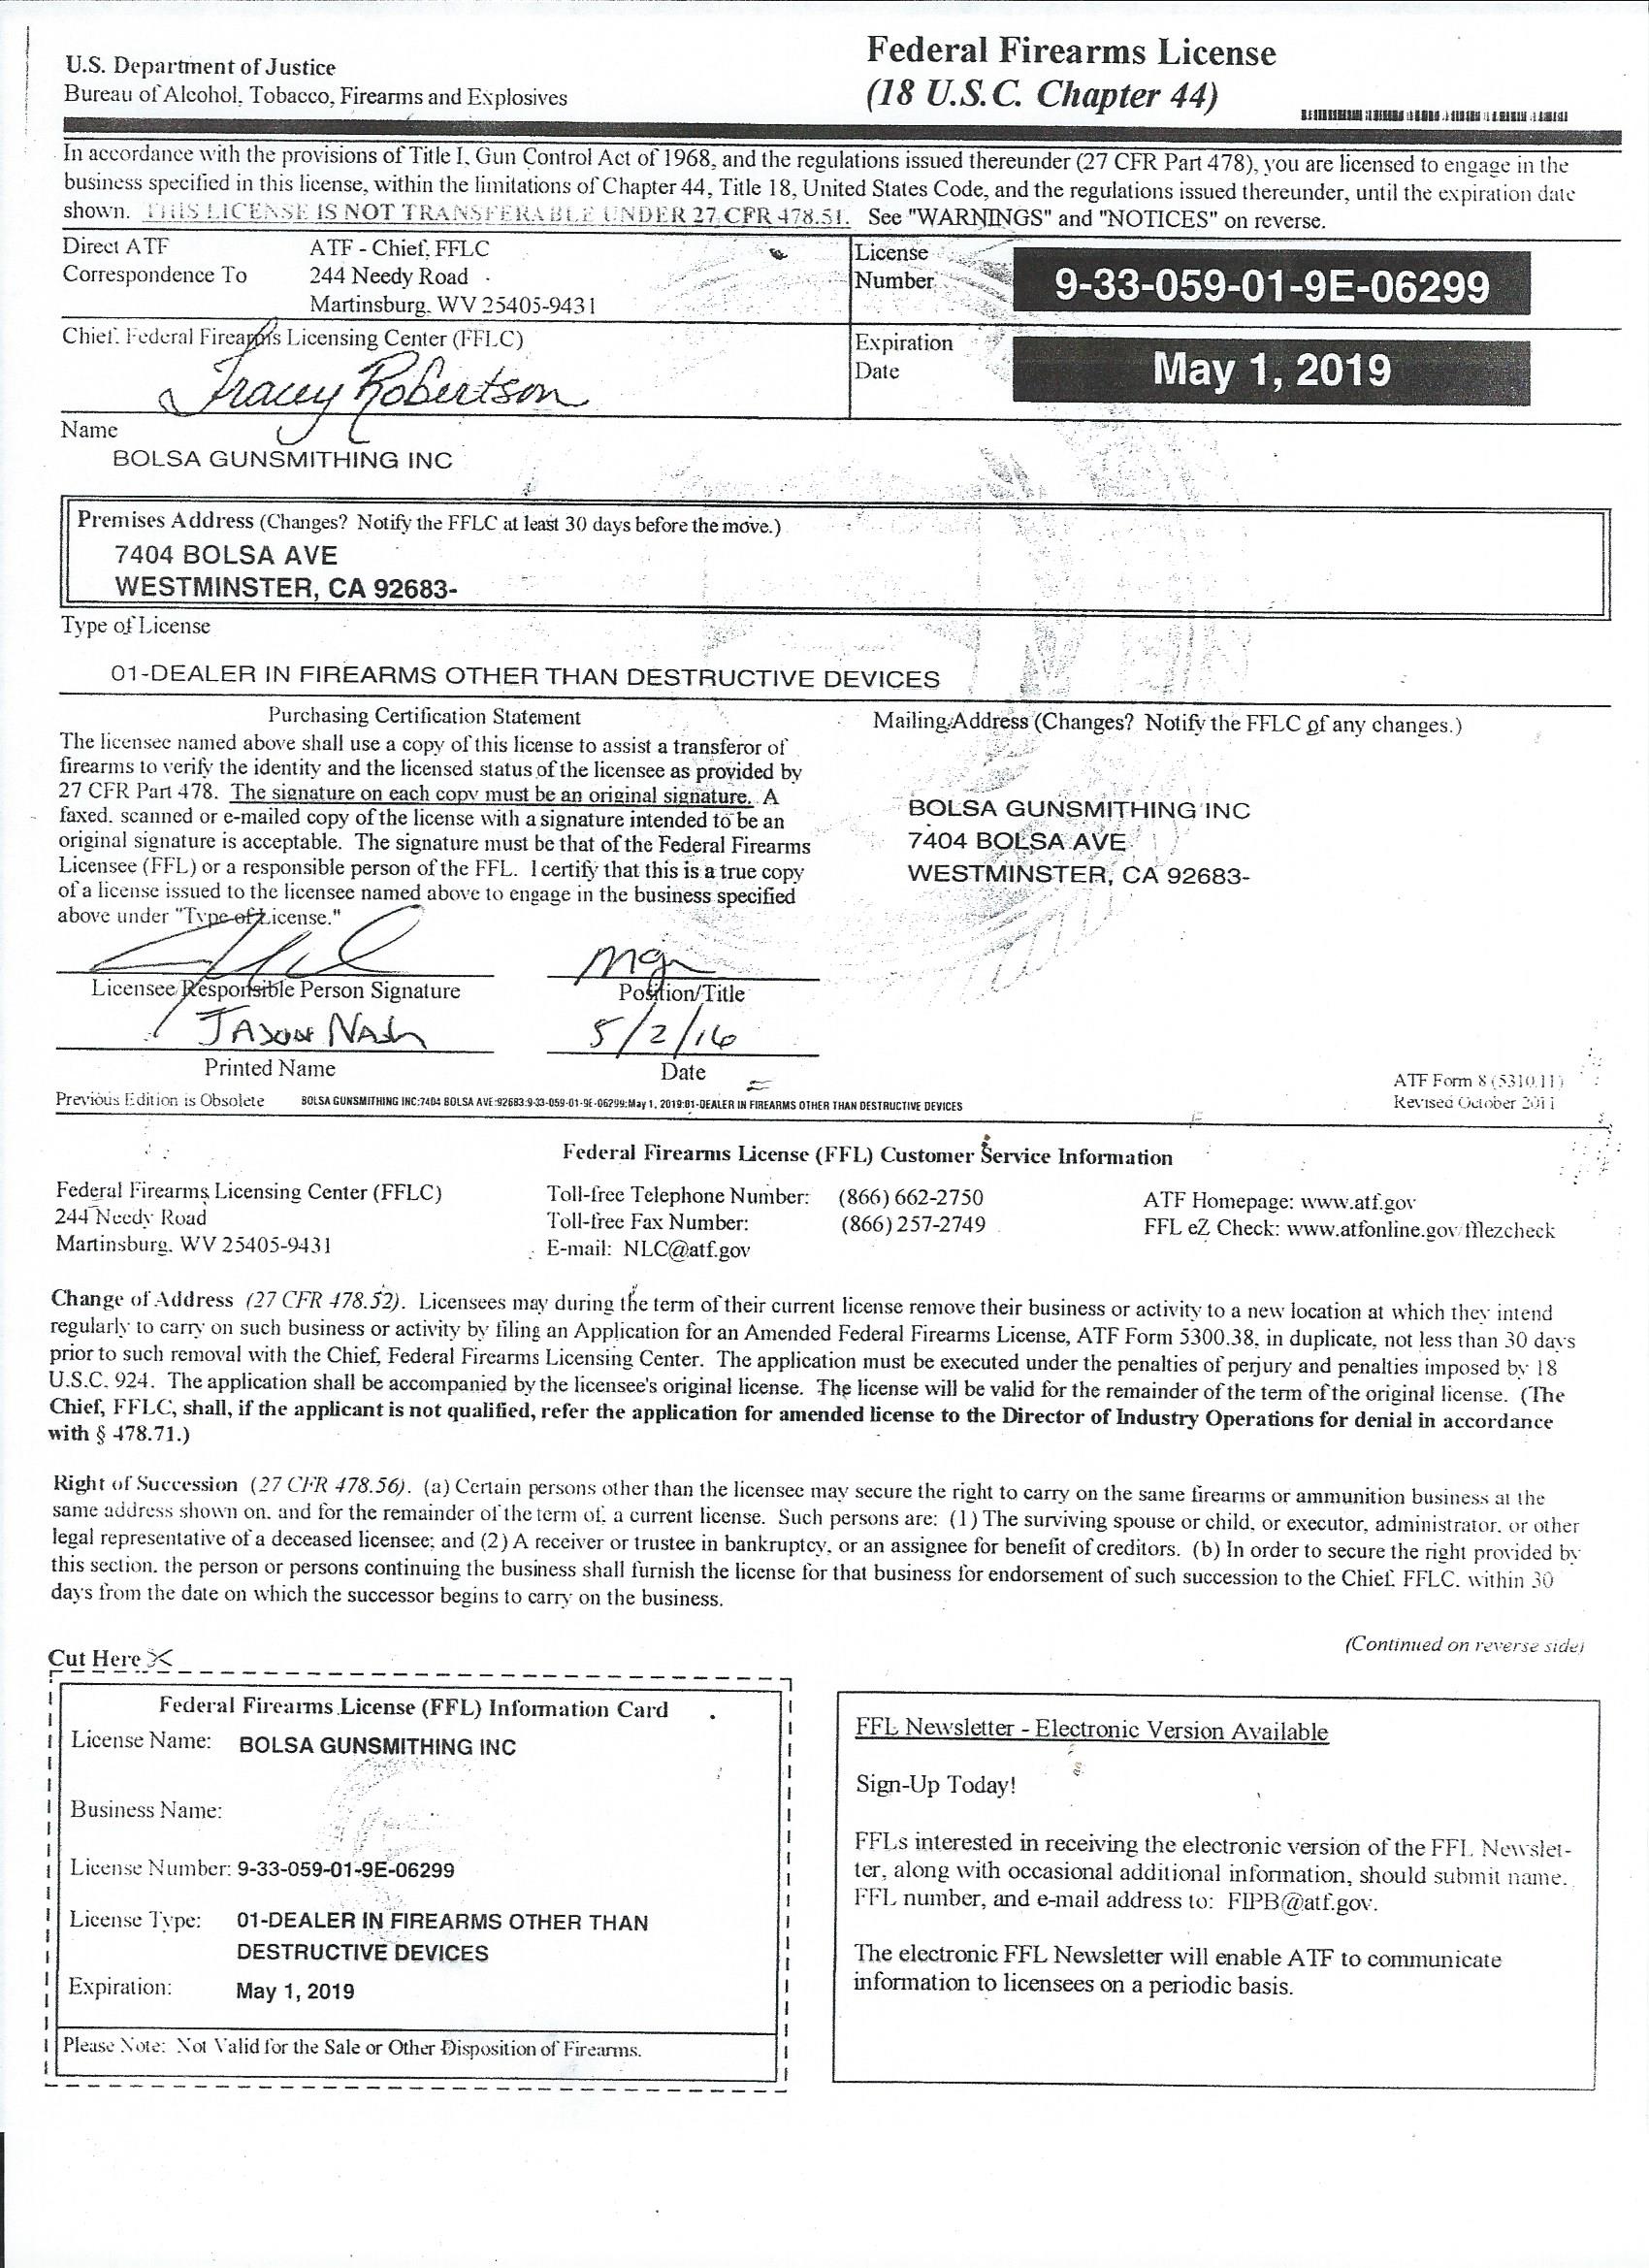 U.S. Department of Justice
Bureau of Alcohol, Tobacco, Firearms and Explosives
Federal Firearms License
(18 U.S.C. Chapter 44)
In accordance with the provisions of Title I, Gun Control Act of 1968, and the regulations issued thereunder (27 CFR Part 478), you are licensed to engage in the
business specified in this license, within the limitations of Chapter 44, Title 18, United States Code, and the regulations issued thereunder, until the expiration date
shown. THIS LICENSE IS NOT TRANSFERABLE UNDER 27 CFR 478.51. See "WARNINGS" and "NOTICES" on reverse.
Direct ATF
Correspondence To
ATF - Chief, FFLC
244 Needy Road
Martinsburg, WV 25405-9431
License
Number
9-33-059-01-9E-06299
Chief, Federal Firearms Licensing Center (FFLC)
Tracey Robertson
Expiration
Date
May 1, 2019
Name
BOLSA GUNSMITHING INC
Premises Address (Changes? Notify the FFLC at least 30 days before the move.)
7404 BOLSA AVE
WESTMINSTER, CA 92683-
Type of License
01-DEALER IN FIREARMS OTHER THAN DESTRUCTIVE DEVICES
Purchasing Certification Statement
The licensee named above shall use a copy of this license to assist a transferor of
firearms to verify the identity and the licensed status of the licensee as provided by
27 CFR Part 478. The signature on each copy must be an original signature. A
faxed, scanned or e-mailed copy of the license with a signature intended to be an
original signature is acceptable. The signature must be that of the Federal Firearms
Licensee (FFL) or a responsible person of the FFL. I certify that this is a true copy
of a license issued to the licensee named above to engage in the business specified
above under "Type of License."
Mailing Address (Changes? Notify the FFLC of any changes.)
BOLSA GUNSMITHING INC
7404 BOLSA AVE
WESTMINSTER, CA 92683-
Mgr
Licensee/Responsible Person Signature
Position/Title
JASON NASh
5/2/16
Printed Name
Date
Previous Edition is Obsolete
BOLSA GUNSMITHING INC:7404 BOLSA AVE:92683:9-33-059-01-9E-06299:May 1, 2019:01-DEALER IN FIREARMS OTHER THAN DESTRUCTIVE DEVICES
ATF Form 8 (5310.11)
Revised October 2011
Federal Firearms License (FFL) Customer Service Information
Federal Firearms Licensing Center (FFLC)
244 Needy Road
Martinsburg, WV 25405-9431
Toll-free Telephone Number: (866) 662-2750
Toll-free Fax Number: (866) 257-2749
E-mail: NLC@atf.gov
ATF Homepage: www.atf.gov
FFL eZ Check: www.atfonline.gov/fflezcheck
Change of Address (27 CFR 478.52). Licensees may during the term of their current license remove their business or activity to a new location at which they intend
regularly to carry on such business or activity by filing an Application for an Amended Federal Firearms License, ATF Form 5300.38, in duplicate, not less than 30 days
prior to such removal with the Chief, Federal Firearms Licensing Center. The application must be executed under the penalties of perjury and penalties imposed by 18
U.S.C. 924. The application shall be accompanied by the licensee's original license. The license will be valid for the remainder of the term of the original license. (The
Chief, FFLC, shall, if the applicant is not qualified, refer the application for amended license to the Director of Industry Operations for denial in accordance
with § 478.71.)
Right of Succession (27 CFR 478.56). (a) Certain persons other than the licensee may secure the right to carry on the same firearms or ammunition business at the
same address shown on, and for the remainder of the term of, a current license. Such persons are: (1) The surviving spouse or child, or executor, administrator, or other
legal representative of a deceased licensee; and (2) A receiver or trustee in bankruptcy, or an assignee for benefit of creditors. (b) In order to secure the right provided by
this section, the person or persons continuing the business shall furnish the license for that business for endorsement of such succession to the Chief, FFLC, within 30
days from the date on which the successor begins to carry on the business.
(Continued on reverse side)
Cut Here
Federal Firearms License (FFL) Information Card
License Name: BOLSA GUNSMITHING INC
Business Name:
License Number: 9-33-059-01-9E-06299
License Type: 01-DEALER IN FIREARMS OTHER THAN
DESTRUCTIVE DEVICES
Expiration: May 1, 2019
Please Note: Not Valid for the Sale or Other Disposition of Firearms.
FFL Newsletter - Electronic Version Available
Sign-Up Today!
FFLs interested in receiving the electronic version of the FFL Newslet-
ter, along with occasional additional information, should submit name,
FFL number, and e-mail address to: FIPB@atf.gov.
The electronic FFL Newsletter will enable ATF to communicate
information to licensees on a periodic basis.